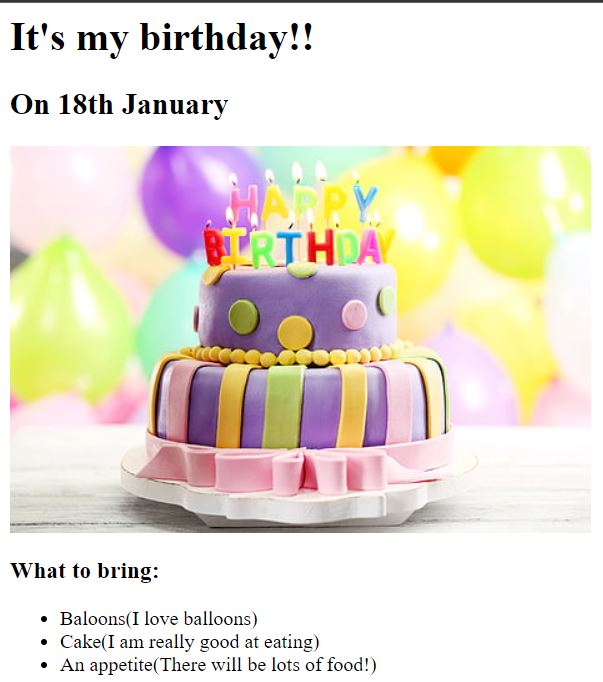 It's my birthday!!
On 18th January
HAPPY
BIRTHDAY
What to bring:
Baloons(I love balloons)
Cake(I am really good at eating)
An appetite(There will be lots of food!)